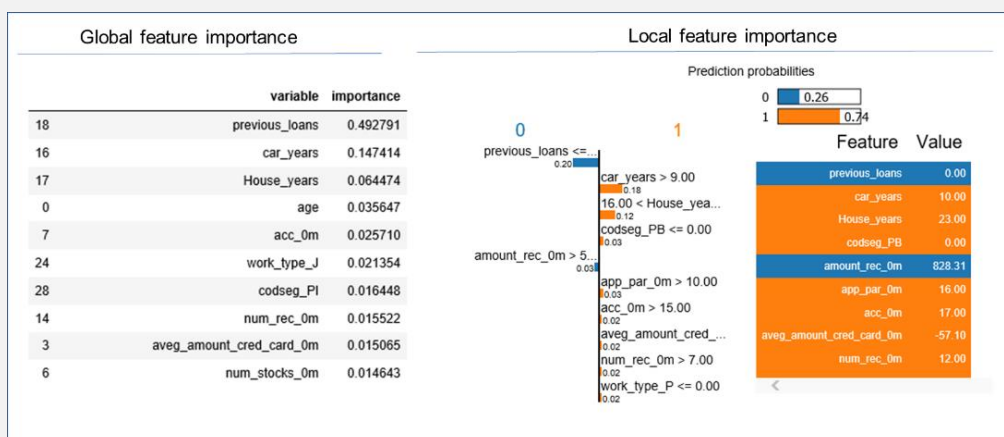 Global feature importance
variable importance
18 previous_loans 0.492791
16 car_years 0.147414
17 House_years 0.064474
0 age 0.035647
7 acc_0m 0.025710
24 work_type_J 0.021354
28 codseg_PI 0.016448
14 num_rec_0m 0.015522
3 aveg_amount_cred_card_0m 0.015065
6 num_stocks_0m 0.014643
Local feature importance
Prediction probabilities
0 0.26
1 0.74
0 1
previous_loans <=...
0.20
car_years > 9.00
0.18
16.00 < House_yea...
0.12
codseg_PB <= 0.00
0.03
amount_rec_0m > 5...
0.03
app_par_0m > 10.00
0.03
acc_0m > 15.00
0.02
aveg_amount_cred_...
0.02
num_rec_0m > 7.00
0.02
work_type_P <= 0.00
0.02
Feature Value
previous_loans 0.00
car_years 10.00
House_years 23.00
codseg_PB 0.00
amount_rec_0m 828.31
app_par_0m 16.00
acc_0m 17.00
aveg_amount_cred_card_0m -57.10
num_rec_0m 12.00